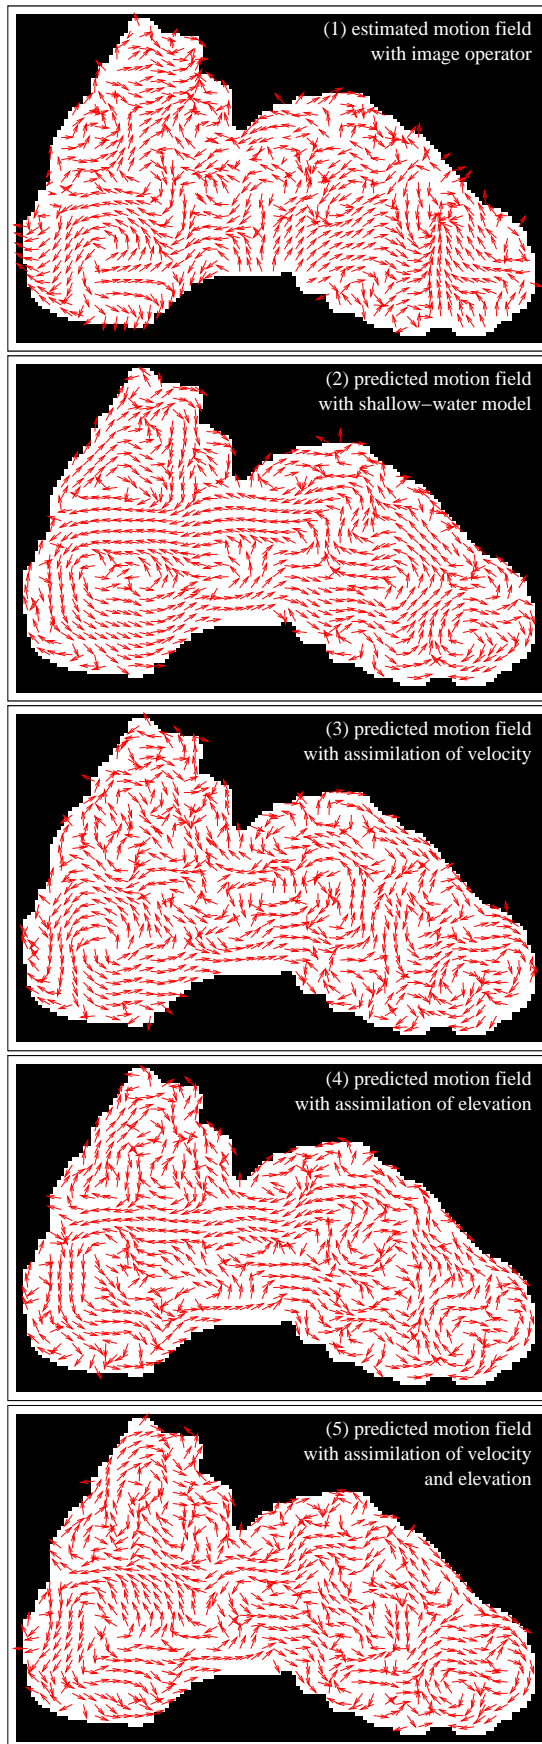 (1) estimated motion field
with image operator
(2) predicted motion field
with shallow−water model
(3) predicted motion field
with assimilation of velocity
(4) predicted motion field
with assimilation of elevation
(5) predicted motion field
with assimilation of velocity
and elevation